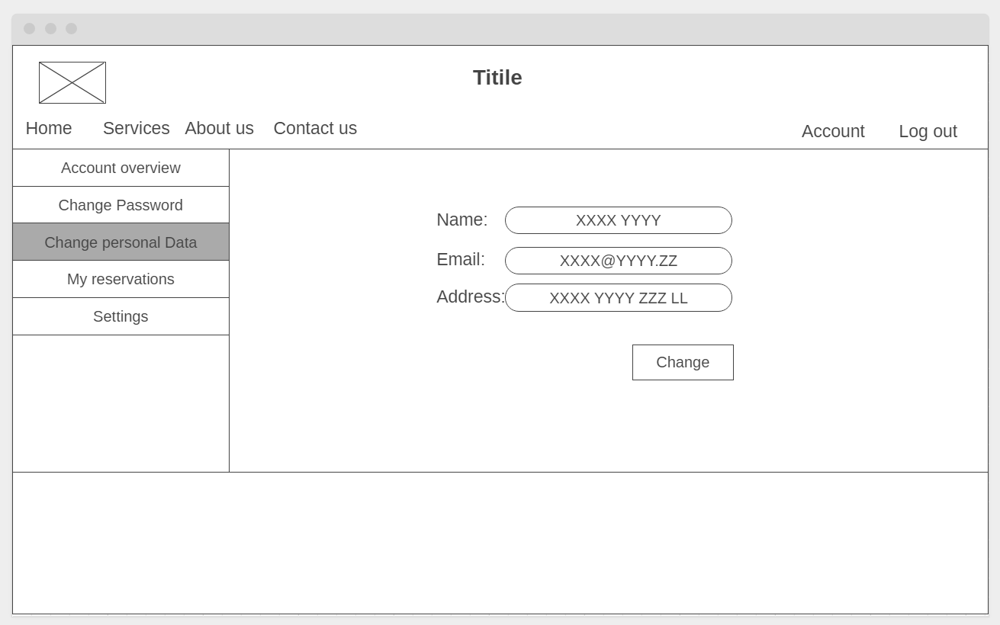 Titile
Home Services About us Contact us
Account Log out
Account overview
Change Password
Change personal Data
My reservations
Settings
Name: XXXX YYYY
Email: XXXX@YYYY.ZZ
Address: XXXX YYYY ZZZ LL
Change